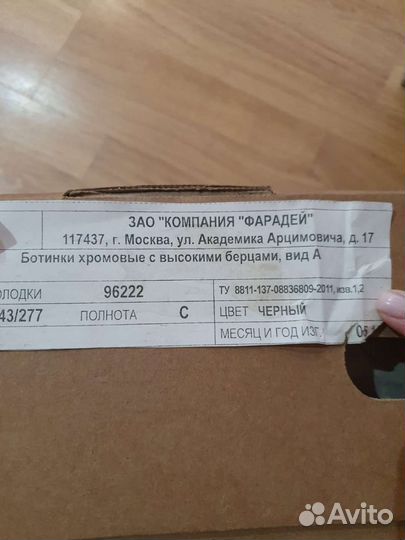 ЗАО "КОМПАНИЯ "ФАРАДЕЙ"
117437, г. Москва, ул. Академика Арцимовича, д. 17
Ботинки хромовые с высокими берцами, вид А
ОЛОДКИ 96222 ТУ 8811-137-08836809-2011, изв.1,2
43/277 ПОЛНОТА С ЦВЕТ ЧЕРНЫЙ
МЕСЯЦ И ГОД ИЗГ.
Avito